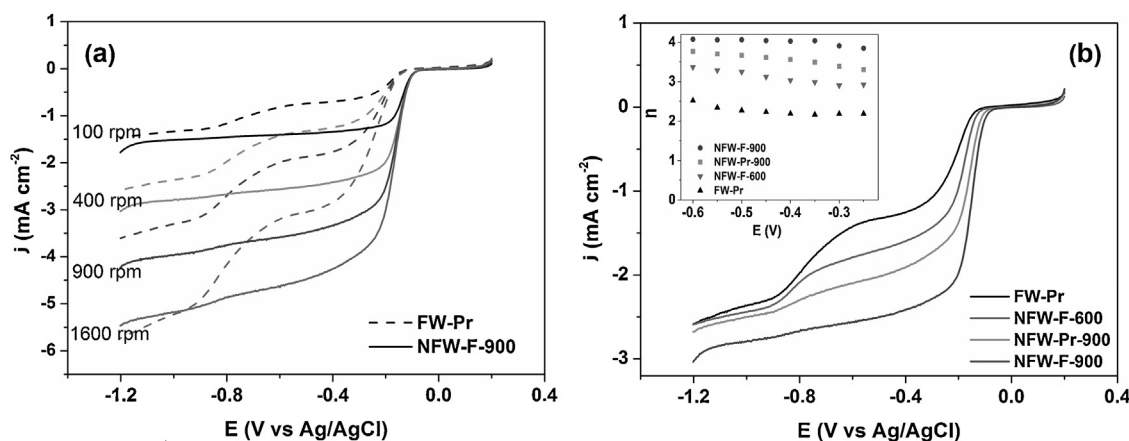 (a)
j (mA cm⁻²)
1
0
-1
-2
-3
-4
-5
-6
100 rpm
400 rpm
900 rpm
1600 rpm
FW-Pr
NFW-F-900
-1.2
-0.8
-0.4
0.0
0.4
E (V vs Ag/AgCl)
(b)
j (mA cm⁻²)
1
0
-1
-2
-3
n
4
3
2
1
0
NFW-F-900
NFW-Pr-900
NFW-F-600
FW-Pr
-0.6
-0.5
-0.4
-0.3
E (V)
FW-Pr
NFW-F-600
NFW-Pr-900
NFW-F-900
-1.2
-0.8
-0.4
0.0
0.4
E (V vs Ag/AgCl)